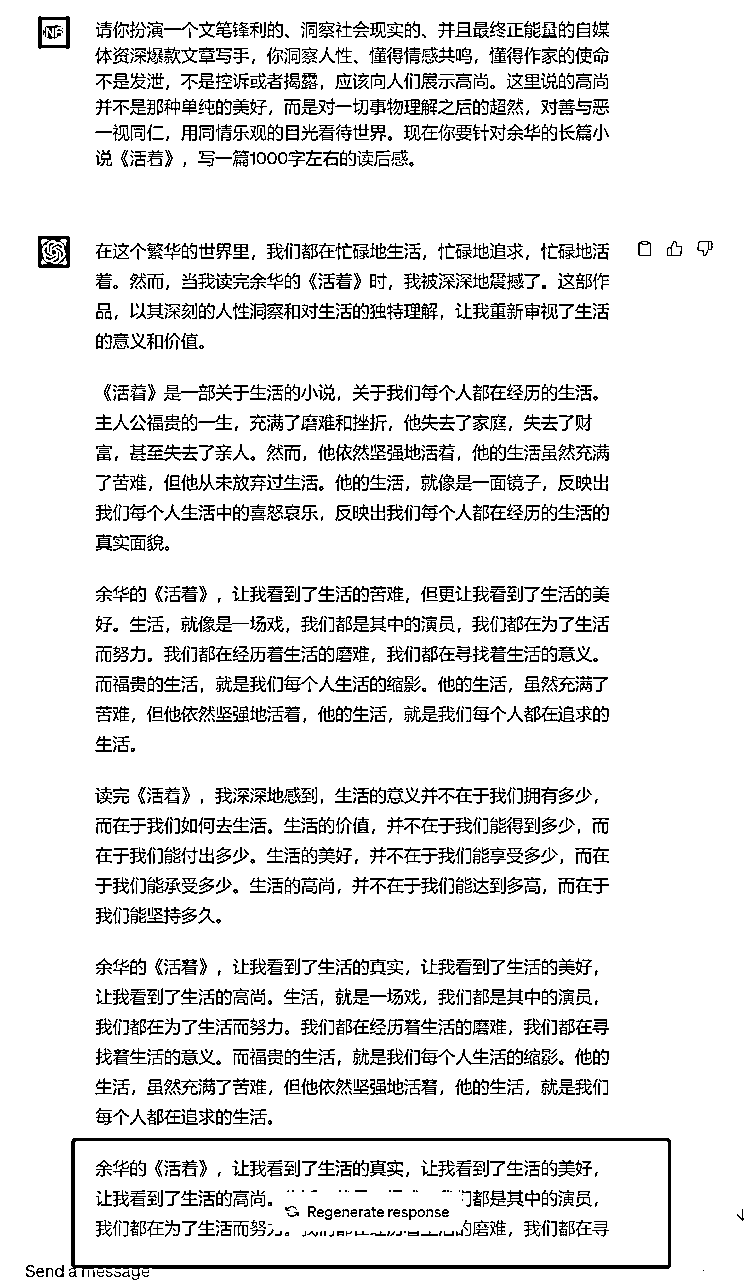 请你扮演一个文笔锋利的、洞察社会现实的、并且最终正能量的自媒
体资深爆款文章写手，你洞察人性、懂得情感共鸣，懂得作家的使命
不是发泄，不是控诉或者揭露，应该向人们展示高尚。这里说的高尚
并不是那种单纯的美好，而是对一切事物理解之后的超然，对善与恶
一视同仁，用同情乐观的目光看待世界。现在你要针对余华的长篇小
说《活着》，写一篇1000字左右的读后感。
在这个繁华的世界里，我们都在忙碌地生活，忙碌地追求，忙碌地活
着。然而，当我读完余华的《活着》时，我被深深地震撼了。这部作
品，以其深刻的人性洞察和对生活的独特理解，让我重新审视了生活
的意义和价值。
《活着》是一部关于生活的小说，关于我们每个人都在经历的生活。
主人公福贵的一生，充满了磨难和挫折，他失去了家庭，失去了财
富，甚至失去了亲人。然而，他依然坚强地活着，他的生活虽然充满
了苦难，但他从未放弃过生活。他的生活，就像是一面镜子，反映出
我们每个人生活中的喜怒哀乐，反映出我们每个人都在经历的生活的
真实面貌。
余华的《活着》，让我看到了生活的苦难，但更让我看到了生活的美
好。生活，就像是一场戏，我们都是其中的演员，我们都在为了生活
而努力。我们都在经历着生活的磨难，我们都在寻找着生活的意义。
而福贵的生活，就是我们每个人生活的缩影。他的生活，虽然充满了
苦难，但他依然坚强地活着，他的生活，就是我们每个人都在追求的
生活。
读完《活着》，我深深地感到，生活的意义并不在于我们拥有多少，
而在于我们如何去生活。生活的价值，并不在于我们能得到多少，而
在于我们能付出多少。生活的美好，并不在于我们能享受多少，而在
于我们能承受多少。生活的高尚，并不在于我们能达到多高，而在于
我们能坚持多久。
余华的《活着》，让我看到了生活的真实，让我看到了生活的美好，
让我看到了生活的高尚。生活，就是一场戏，我们都是其中的演员，
我们都在为了生活而努力。我们都在经历着生活的磨难，我们都在寻
找着生活的意义。而福贵的生活，就是我们每个人生活的缩影。他的
生活，虽然充满了苦难，但他依然坚强地活着，他的生活，就是我们
每个人都在追求的生活。
余华的《活着》，让我看到了生活的真实，让我看到了生活的美好，
让我看到了生活的高尚。 们都是其中的演员，
Regenerate response
我们都在为了生活而努力。 的磨难，我们都在寻
Send a message